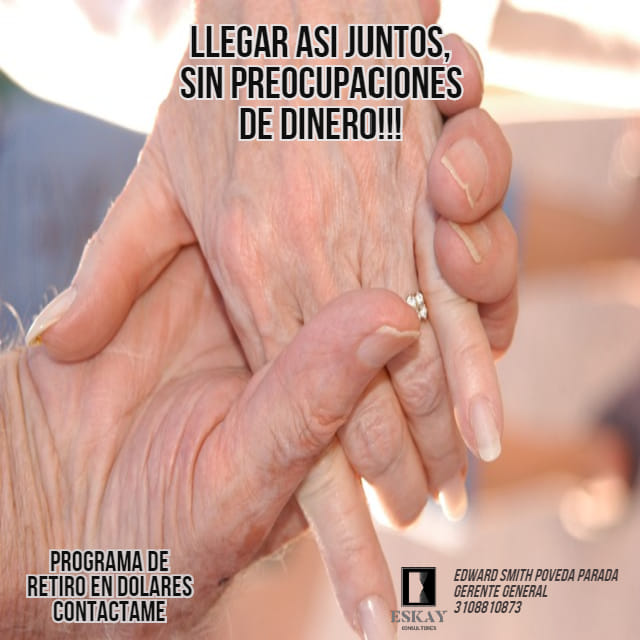 LLEGAR ASI JUNTOS,
SIN PREOCUPACIONES
DE DINERO!!!
PROGRAMA DE
RETIRO EN DOLARES
CONTACTAME
ESKAY
CONSULTORES
EDWARD SMITH POVEDA PARADA
GERENTE GENERAL
3108810873